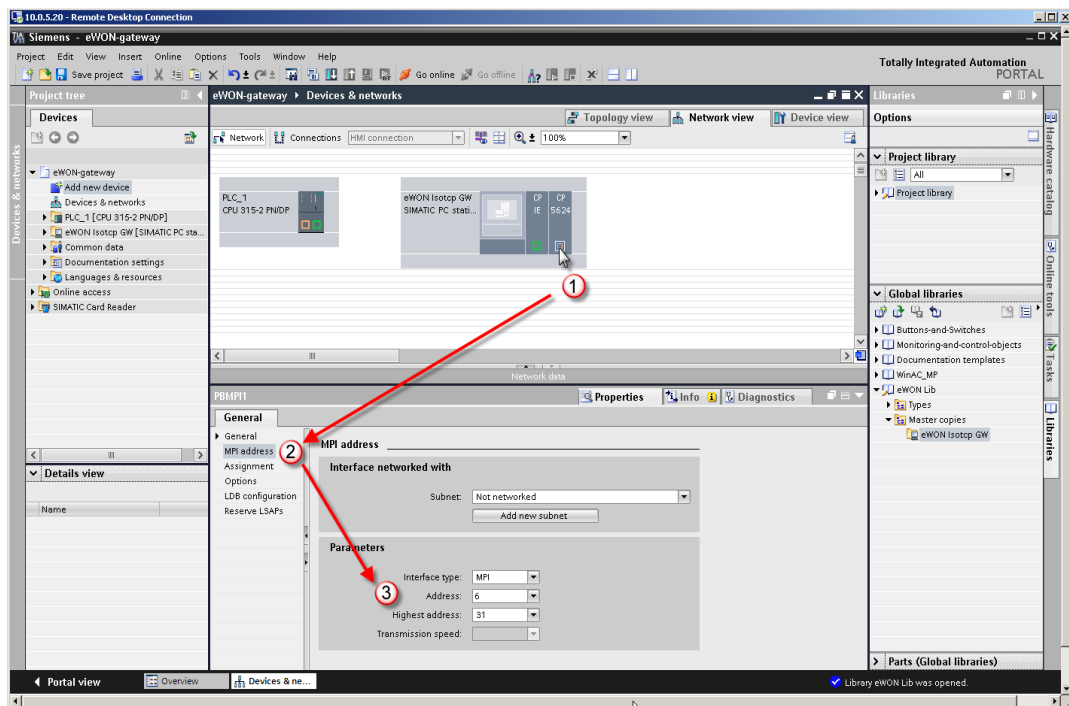 10.0.5.20 - Remote Desktop Connection
Siemens - eWON-gateway
Project Edit View Insert Online Options Tools Window Help
Totally Integrated Automation
PORTAL
Save project
Go online
Go offline
Project tree
eWON-gateway
Devices & networks
Libraries
Devices
Topology view
Network view
Device view
Options
Network
Connections
HMI connection
100%
Devices & networks
eWON-gateway
Add new device
Devices & networks
PLC_1 [CPU 315-2 PN/DP]
eWON Isotcp GW [SIMATIC PC sta...
Common data
Documentation settings
Languages & resources
Online access
SIMATIC Card Reader
PLC_1
CPU 315-2 PN/DP
eWON Isotcp GW
SIMATIC PC stati...
CP
IE
CP
5624
1
Network data
Project library
All
Project library
Global libraries
Buttons-and-Switches
Monitoring-and-control-objects
Documentation templates
WinAC_MP
eWON Lib
Types
Master copies
eWON Isotcp GW
Hardware catalog
Online tools
Tasks
Libraries
PBMPI1
Properties
Info
Diagnostics
General
General
MPI address
Assignment
Options
LDB configuration
Reserve LSAPs
2
MPI address
Interface networked with
Subnet: Not networked
Add new subnet
Parameters
3
Interface type: MPI
Address: 6
Highest address: 31
Transmission speed:
Details view
Name
Parts (Global libraries)
Portal view
Overview
Devices & ne...
Library eWON Lib was opened.